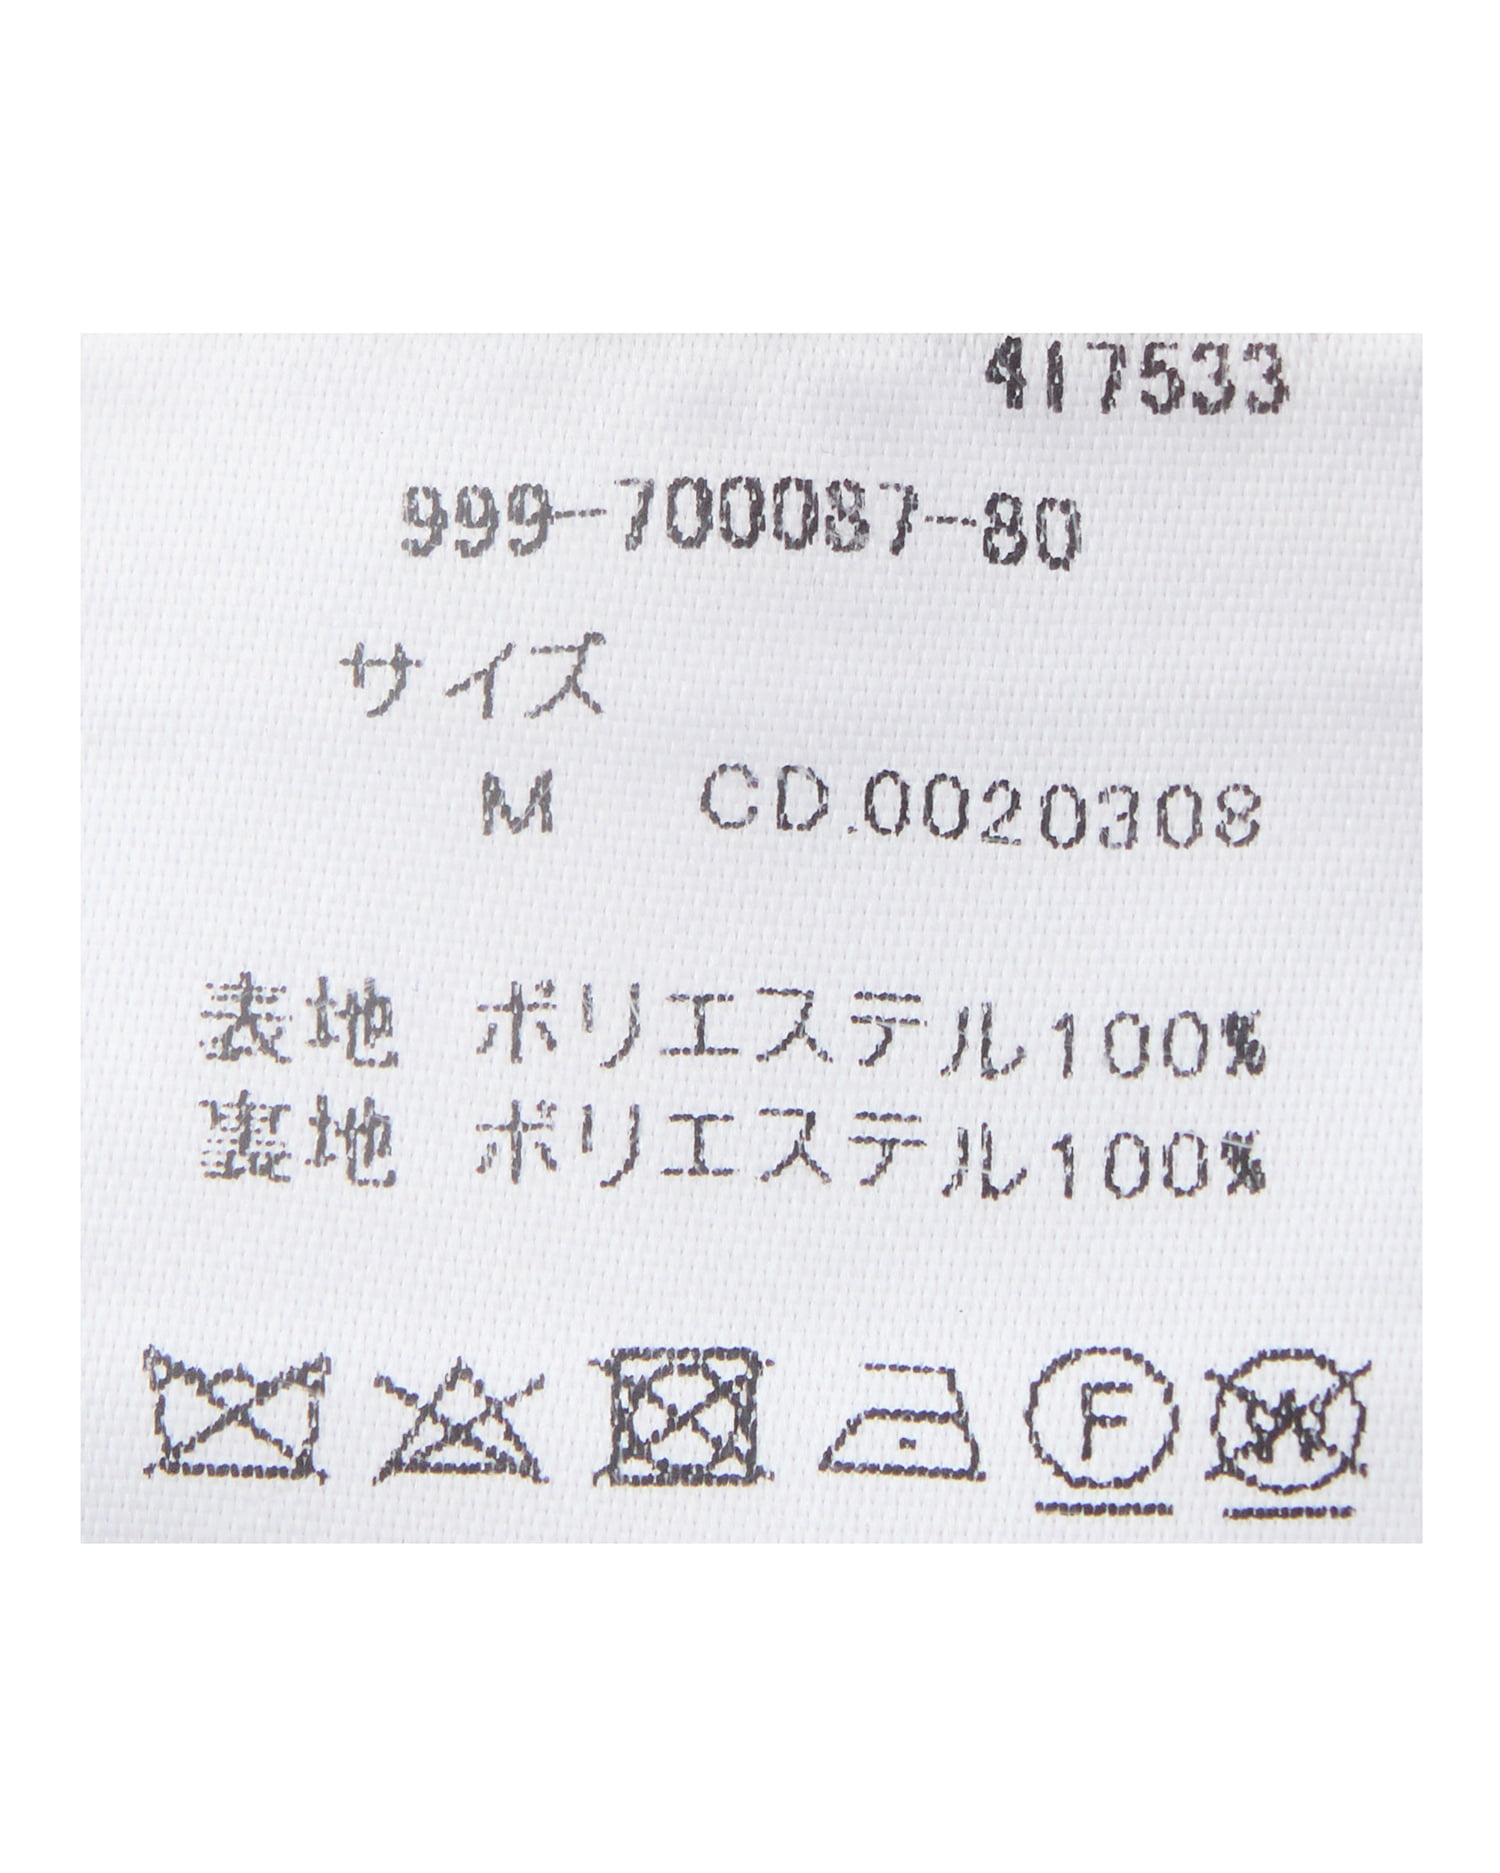 417533
999-700087-80
サイズ
M CD.0020308
表地 ポリエステル100%
裏地 ポリエステル100%
F
W